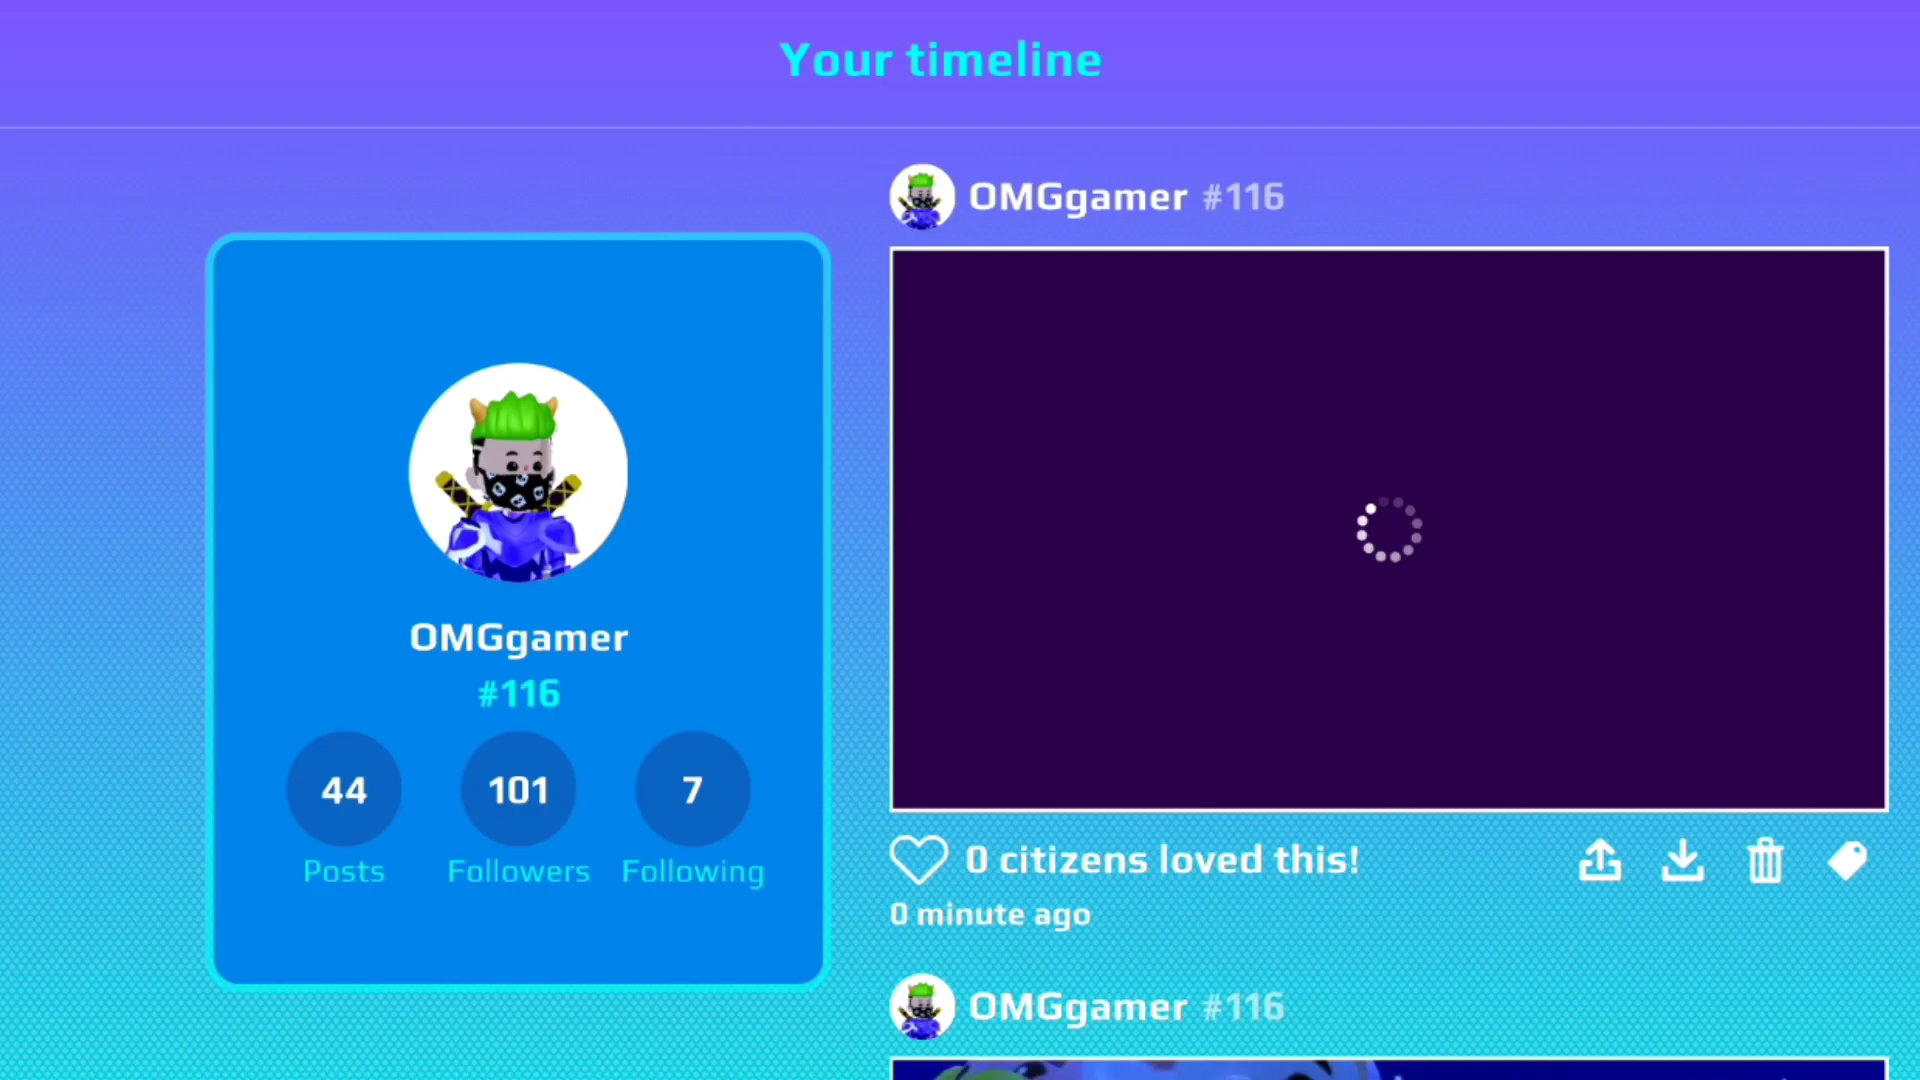 Your timeline
OMGgamer #116
OMGgamer
#116
44
101
7
Posts
Followers
Following
0 citizens loved this!
0 minute ago
OMGgamer #116